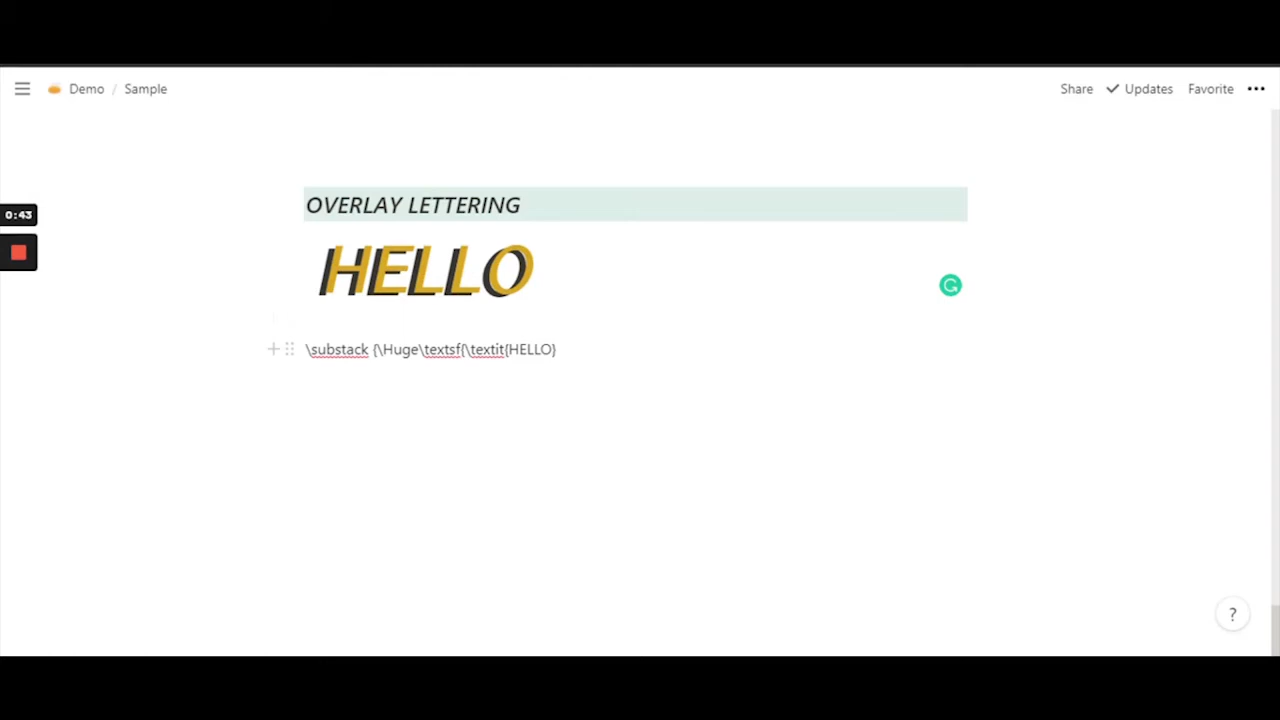 Demo / Sample
Share ✓ Updates Favorite •••
0:43
OVERLAY LETTERING
HELLO
\substack {\Huge\textsf{\textit{HELLO}
?